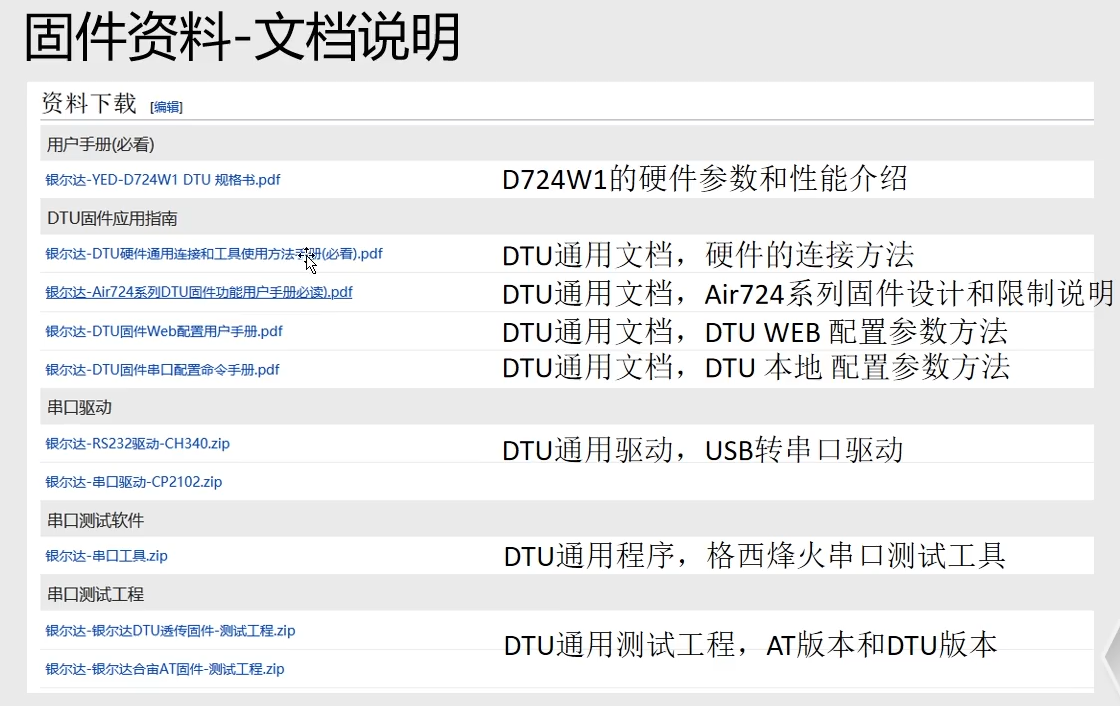 固件资料-文档说明
资料下载 [编辑]
用户手册(必看)
银尔达-YED-D724W1 DTU 规格书.pdf D724W1的硬件参数和性能介绍
DTU固件应用指南
银尔达-DTU硬件通用连接和工具使用方法手册(必看).pdf DTU通用文档，硬件的连接方法
银尔达-Air724系列DTU固件功能用户手册必读).pdf DTU通用文档，Air724系列固件设计和限制说明
银尔达-DTU固件Web配置用户手册.pdf DTU通用文档，DTU WEB 配置参数方法
银尔达-DTU固件串口配置命令手册.pdf DTU通用文档，DTU 本地 配置参数方法
串口驱动
银尔达-RS232驱动-CH340.zip DTU通用驱动，USB转串口驱动
银尔达-串口驱动-CP2102.zip
串口测试软件
银尔达-串口工具.zip DTU通用程序，格西烽火串口测试工具
串口测试工程
银尔达-银尔达DTU透传固件-测试工程.zip DTU通用测试工程，AT版本和DTU版本
银尔达-银尔达合宙AT固件-测试工程.zip